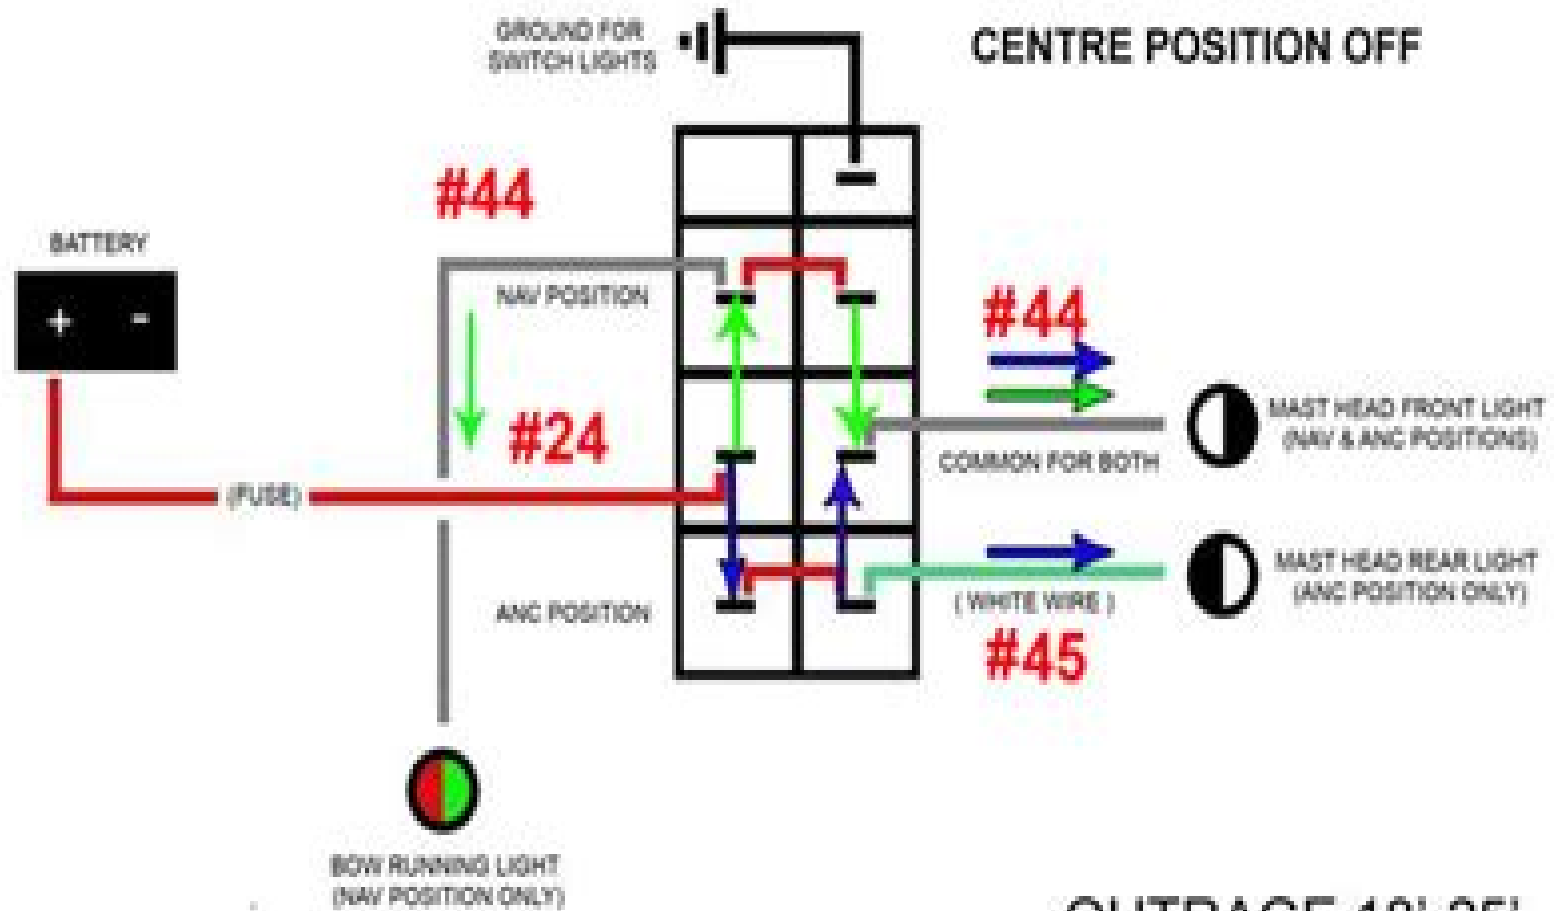 GROUND FOR
SWITCH LIGHTS
CENTRE POSITION OFF
#44
BATTERY
+ -
NAV POSITION
#44
#24
MAST HEAD FRONT LIGHT
(NAV & ANC POSITIONS)
COMMON FOR BOTH
(FUSE)
MAST HEAD REAR LIGHT
(ANC POSITION ONLY)
ANC POSITION
( WHITE WIRE )
#45
BOW RUNNING LIGHT
(NAV POSITION ONLY)
OUTRAGE